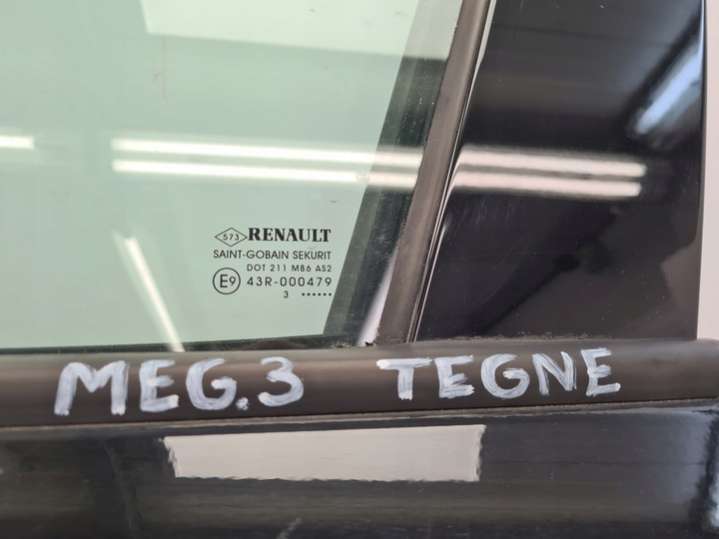 573 RENAULT
SAINT-GOBAIN SEKURIT
DOT 211 M86 AS2
E9 43R-000479
3 ••••••
MEG.3 TEGNE